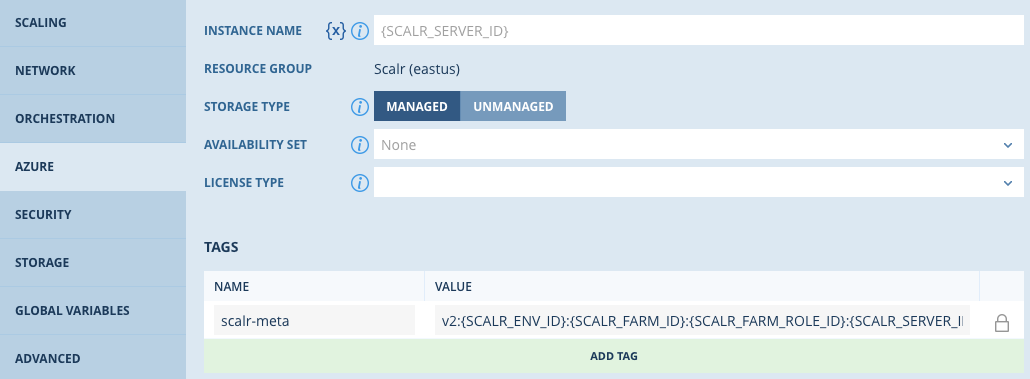 SCALING
NETWORK
ORCHESTRATION
AZURE
SECURITY
STORAGE
GLOBAL VARIABLES
ADVANCED
INSTANCE NAME {x} i {SCALR_SERVER_ID}
RESOURCE GROUP Scalr (eastus)
STORAGE TYPE i MANAGED UNMANAGED
AVAILABILITY SET i None
LICENSE TYPE i
TAGS
NAME VALUE
scalr-meta v2:{SCALR_ENV_ID}:{SCALR_FARM_ID}:{SCALR_FARM_ROLE_ID}:{SCALR_SERVER_I
ADD TAG